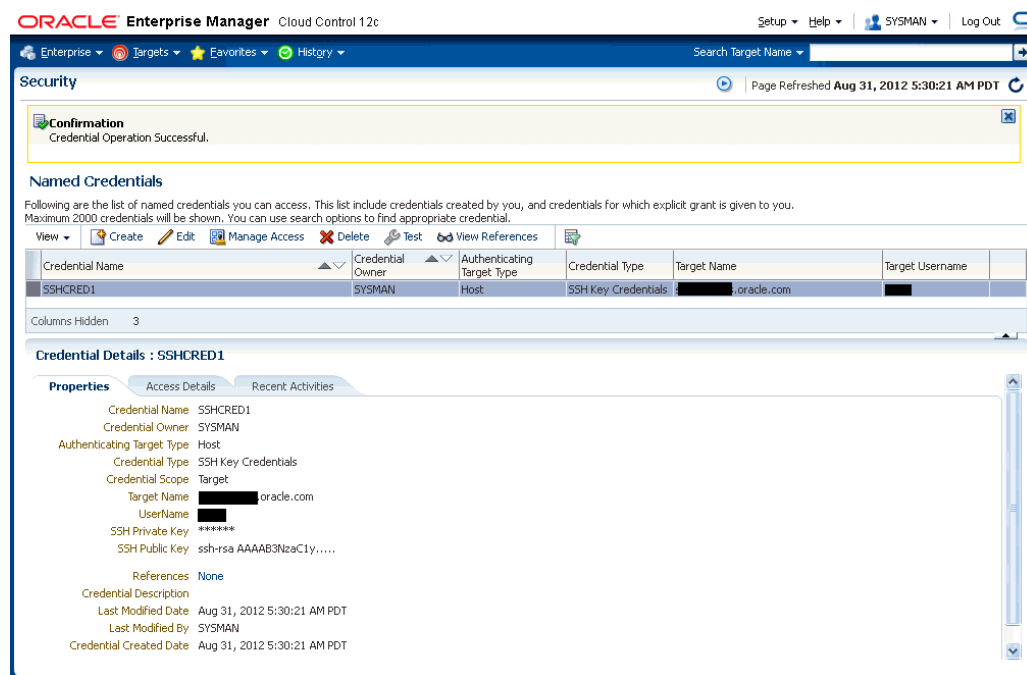 ORACLE Enterprise Manager Cloud Control 12c
Setup Help SYSMAN Log Out
Enterprise Targets Favorites History Search Target Name
Security
Page Refreshed Aug 31, 2012 5:30:21 AM PDT
Confirmation
Credential Operation Successful.
Named Credentials
Following are the list of named credentials you can access. This list include credentials created by you, and credentials for which explicit grant is given to you.
Maximum 2000 credentials will be shown. You can use search options to find appropriate credential.
View Create Edit Manage Access Delete Test View References
Credential Name Credential Owner Authenticating Target Type Credential Type Target Name Target Username
SSHCRED1 SYSMAN Host SSH Key Credentials .oracle.com
Columns Hidden 3
Credential Details : SSHCRED1
Properties Access Details Recent Activities
Credential Name SSHCRED1
Credential Owner SYSMAN
Authenticating Target Type Host
Credential Type SSH Key Credentials
Credential Scope Target
Target Name .oracle.com
UserName
SSH Private Key ******
SSH Public Key ssh-rsa AAAAB3NzaC1y.....
References None
Credential Description
Last Modified Date Aug 31, 2012 5:30:21 AM PDT
Last Modified By SYSMAN
Credential Created Date Aug 31, 2012 5:30:21 AM PDT